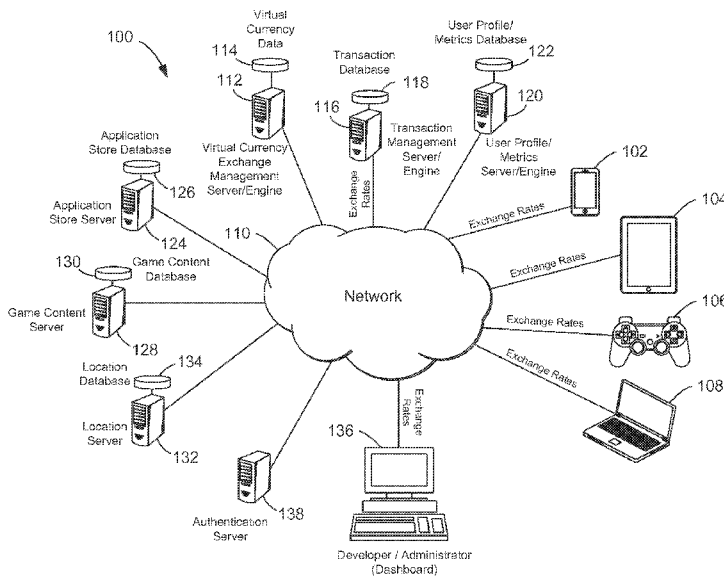 100
Virtual
Currency
Data
114
112
Virtual Currency
Exchange
Management
Server/Engine
Transaction
Database
118
116
Transaction
Management
Server/
Engine
Exchange
Rates
User Profile/
Metrics Database
122
120
User Profile/
Metrics
Server/Engine
Application
Store Database
126
Application
Store Server
124
Game Content
Database
130
Game Content
Server
128
Location
Database
134
Location
Server
132
110
Network
102
Exchange Rates
104
Exchange Rates
106
Exchange Rates
108
Exchange Rates
Exchange
Rates
136
Authentication
Server
138
Developer / Administrator
(Dashboard)